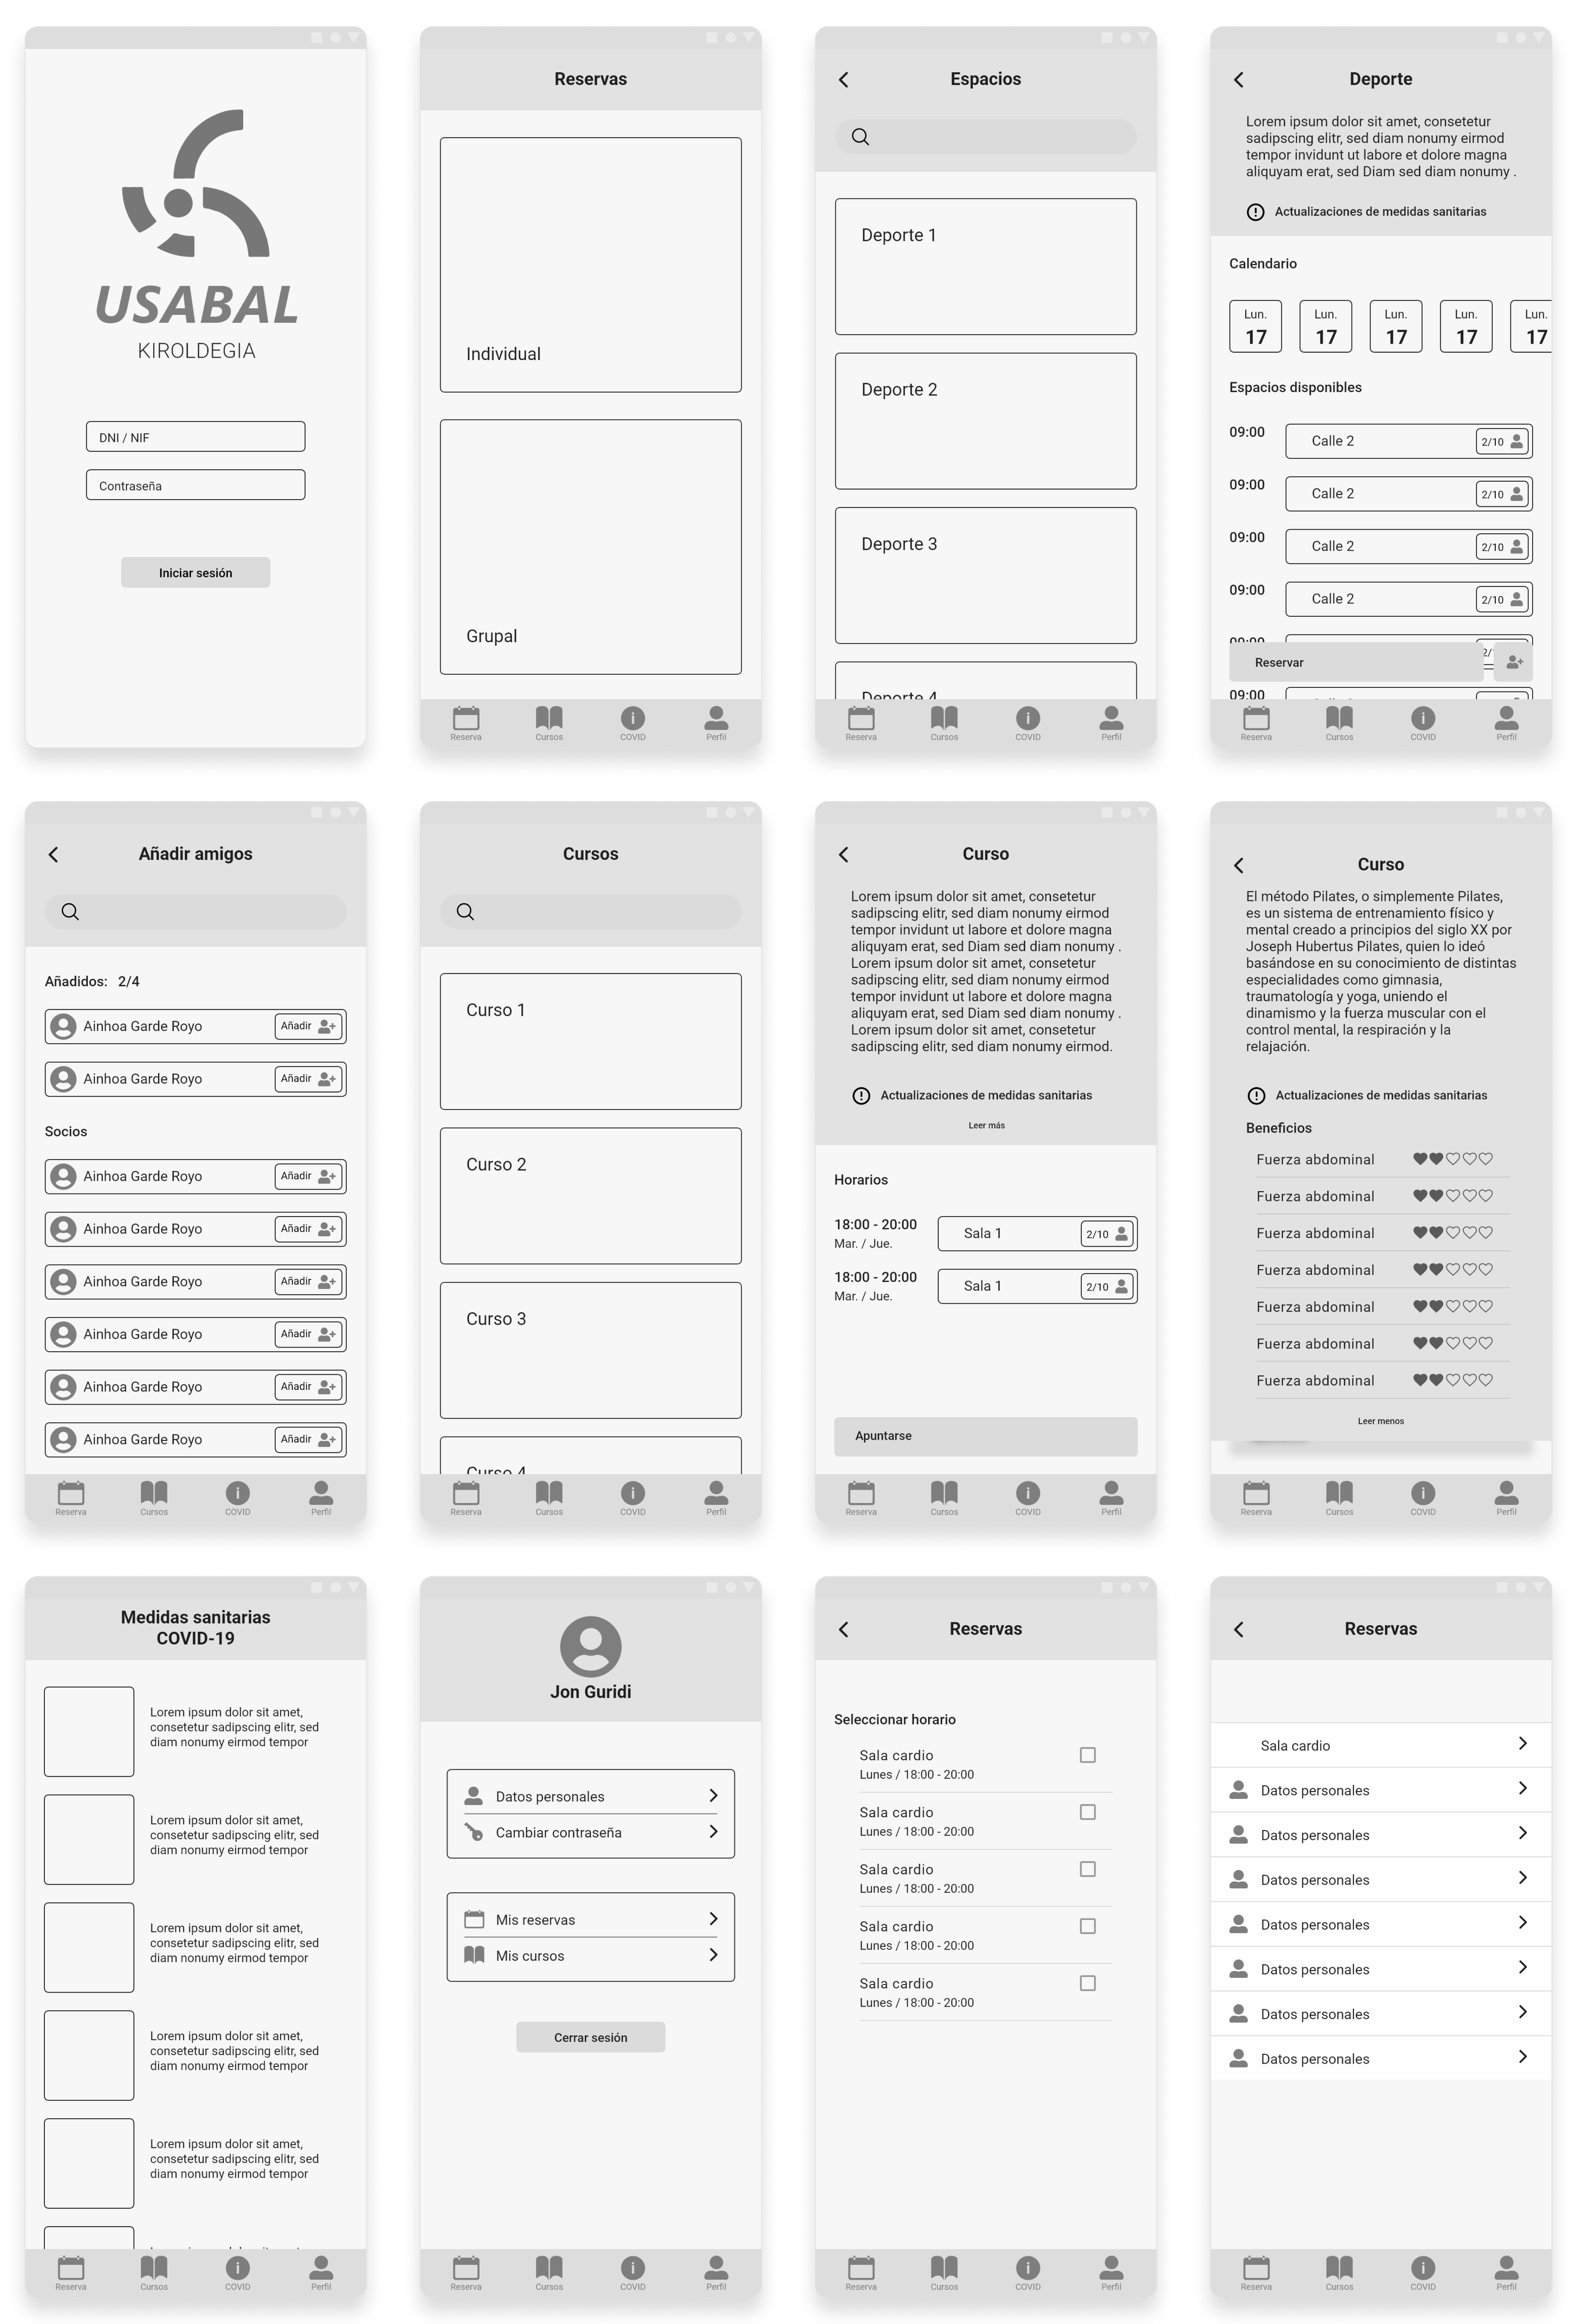 USABAL
KIROLDEGIA
DNI / NIF
Contraseña
Iniciar sesión
Reservas
Individual
Grupal
Reserva
Cursos
COVID
Perfil
Espacios
Deporte 1
Deporte 2
Deporte 3
Deporte 4
Reserva
Cursos
COVID
Perfil
Deporte
Lorem ipsum dolor sit amet, consetetur
sadipscing elitr, sed diam nonumy eirmod
tempor invidunt ut labore et dolore magna
aliquyam erat, sed Diam sed diam nonumy .
Actualizaciones de medidas sanitarias
Calendario
Lun. Lun. Lun. Lun. Lun.
17 17 17 17 17
Espacios disponibles
09:00 Calle 2 2/10
09:00 Calle 2 2/10
09:00 Calle 2 2/10
09:00 Calle 2 2/10
09:00
Reservar
09:00
Reserva
Cursos
COVID
Perfil
Añadir amigos
Añadidos: 2/4
Ainhoa Garde Royo Añadir
Ainhoa Garde Royo Añadir
Socios
Ainhoa Garde Royo Añadir
Ainhoa Garde Royo Añadir
Ainhoa Garde Royo Añadir
Ainhoa Garde Royo Añadir
Ainhoa Garde Royo Añadir
Ainhoa Garde Royo Añadir
Reserva
Cursos
COVID
Perfil
Cursos
Curso 1
Curso 2
Curso 3
Curso 4
Reserva
Cursos
COVID
Perfil
Curso
Lorem ipsum dolor sit amet, consetetur
sadipscing elitr, sed diam nonumy eirmod
tempor invidunt ut labore et dolore magna
aliquyam erat, sed Diam sed diam nonumy .
Lorem ipsum dolor sit amet, consetetur
sadipscing elitr, sed diam nonumy eirmod
tempor invidunt ut labore et dolore magna
aliquyam erat, sed Diam sed diam nonumy .
Lorem ipsum dolor sit amet, consetetur
sadipscing elitr, sed diam nonumy eirmod.
Actualizaciones de medidas sanitarias
Leer más
Horarios
18:00 - 20:00 Sala 1 2/10
Mar. / Jue.
18:00 - 20:00 Sala 1 2/10
Mar. / Jue.
Apuntarse
Reserva
Cursos
COVID
Perfil
Curso
El método Pilates, o simplemente Pilates,
es un sistema de entrenamiento físico y
mental creado a principios del siglo XX por
Joseph Hubertus Pilates, quien lo ideó
basándose en su conocimiento de distintas
especialidades como gimnasia,
traumatología y yoga, uniendo el
dinamismo y la fuerza muscular con el
control mental, la respiración y la
relajación.
Actualizaciones de medidas sanitarias
Beneficios
Fuerza abdominal
Fuerza abdominal
Fuerza abdominal
Fuerza abdominal
Fuerza abdominal
Fuerza abdominal
Fuerza abdominal
Leer menos
Reserva
Cursos
COVID
Perfil
Medidas sanitarias
COVID-19
Lorem ipsum dolor sit amet,
consetetur sadipscing elitr, sed
diam nonumy eirmod tempor
Lorem ipsum dolor sit amet,
consetetur sadipscing elitr, sed
diam nonumy eirmod tempor
Lorem ipsum dolor sit amet,
consetetur sadipscing elitr, sed
diam nonumy eirmod tempor
Lorem ipsum dolor sit amet,
consetetur sadipscing elitr, sed
diam nonumy eirmod tempor
Lorem ipsum dolor sit amet,
consetetur sadipscing elitr, sed
diam nonumy eirmod tempor
Reserva
Cursos
COVID
Perfil
Jon Guridi
Datos personales
Cambiar contraseña
Mis reservas
Mis cursos
Cerrar sesión
Reserva
Cursos
COVID
Perfil
Reservas
Seleccionar horario
Sala cardio
Lunes / 18:00 - 20:00
Sala cardio
Lunes / 18:00 - 20:00
Sala cardio
Lunes / 18:00 - 20:00
Sala cardio
Lunes / 18:00 - 20:00
Sala cardio
Lunes / 18:00 - 20:00
Reserva
Cursos
COVID
Perfil
Reservas
Sala cardio
Datos personales
Datos personales
Datos personales
Datos personales
Datos personales
Datos personales
Datos personales
Reserva
Cursos
COVID
Perfil